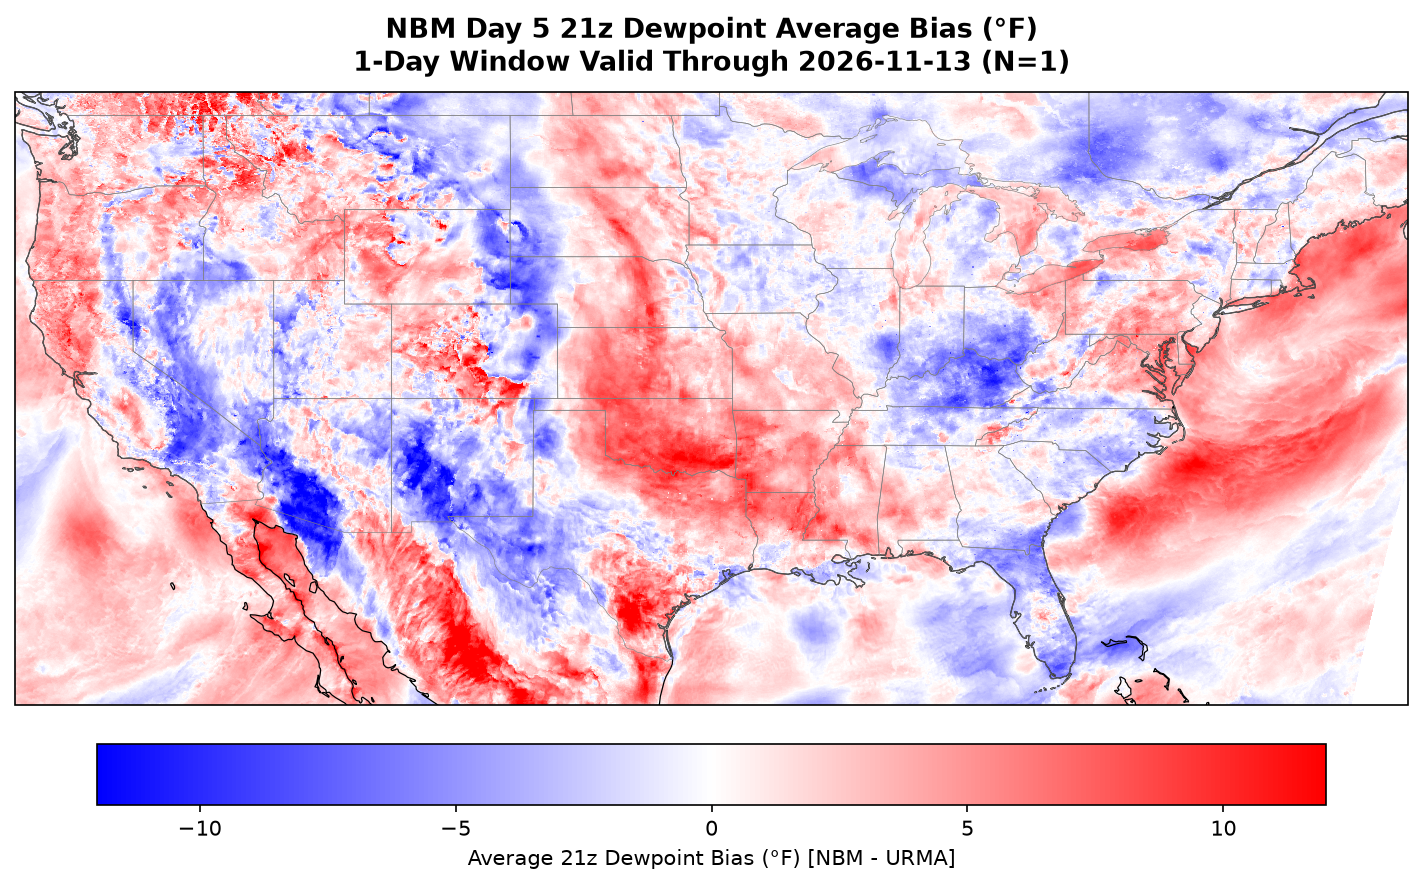 NBM Day 5 21z Dewpoint Average Bias (°F)
1-Day Window Valid Through 2026-11-13 (N=1)
−10 −5 0 5 10
Average 21z Dewpoint Bias (°F) [NBM - URMA]